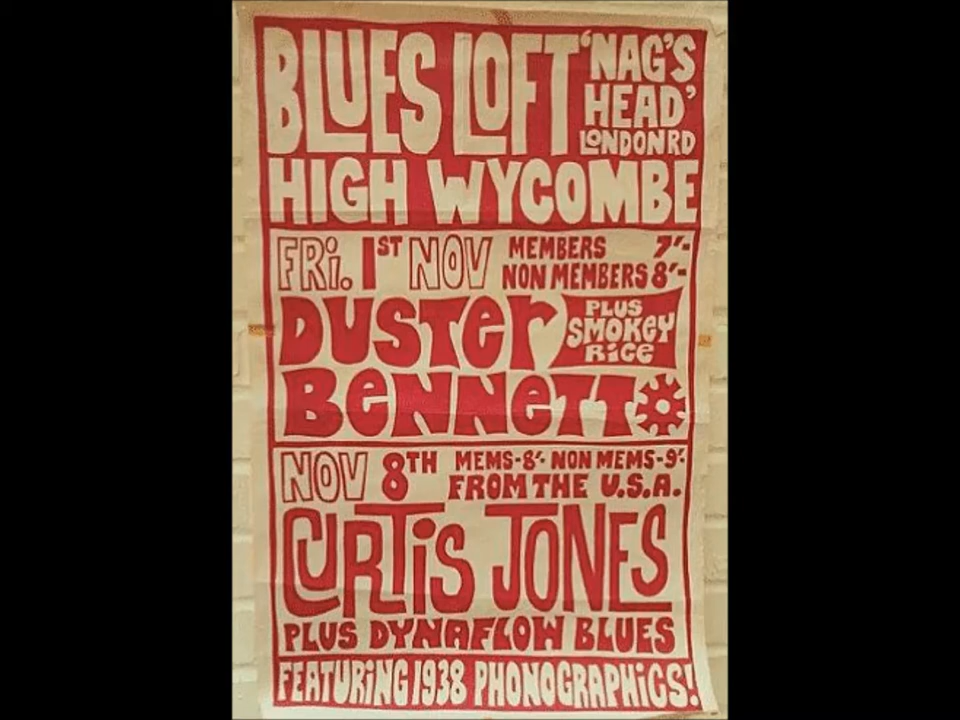 BLUES LOFT 'NAG'S HEAD'
LONDON RD
HIGH WYCOMBE
FRi. 1ST NOV MEMBERS 7'-
NON MEMBERS 8'-
DUSTer PLUS SMOKEY RiCE
BeNNeTT
NOV 8TH MEMS-8'- NON MEMS-9'-
FROM THE U.S.A.
CURTiS JONES
PLUS DYNAFLOW BLUES
FEATURiNG 1938 PHONOGRAPHiCS!